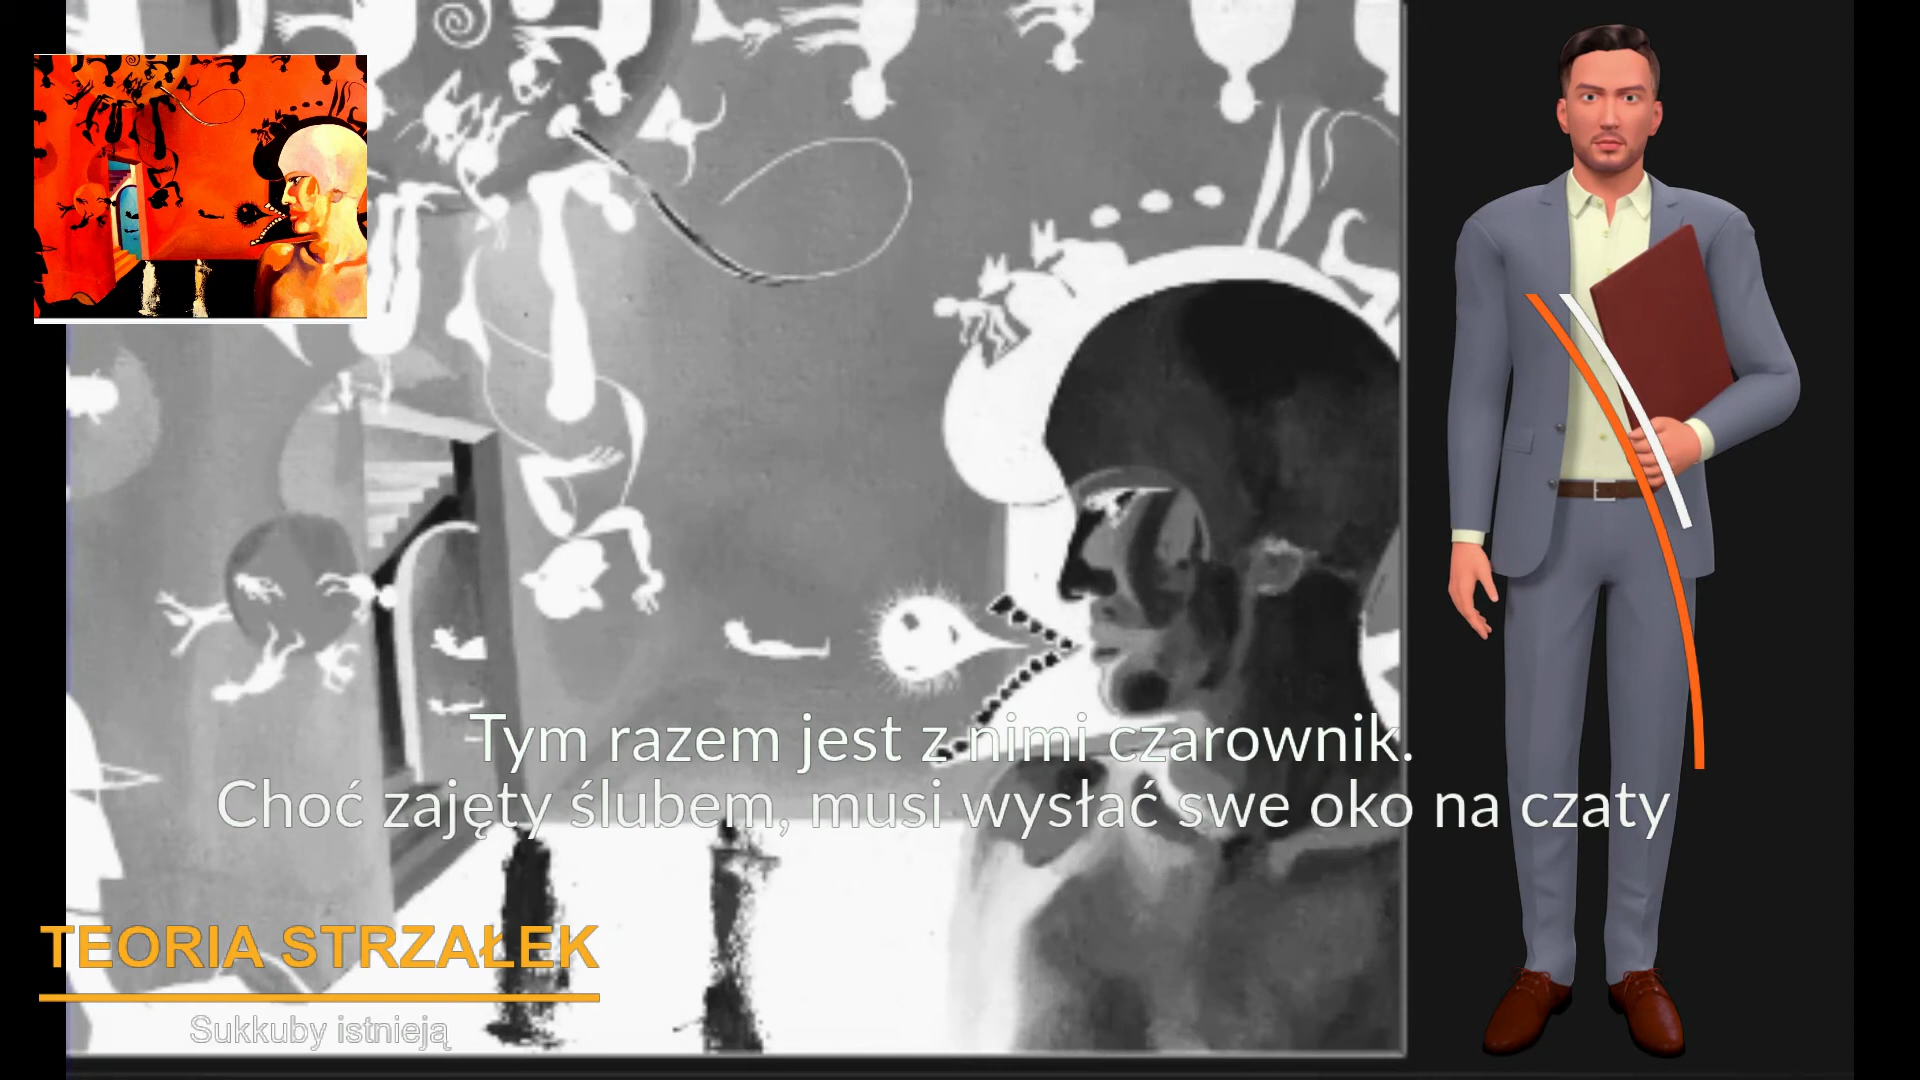 Tym razem jest z nimi czarownik.
Choć zajęty ślubem, musi wysłać swe oko na czaty
TEORIA STRZAŁEK
Sukkuby istnieją